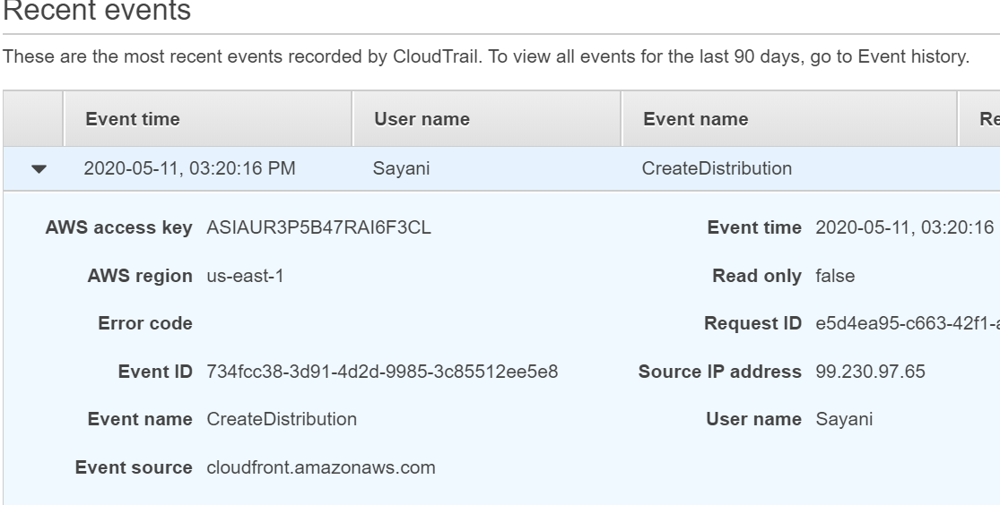 Recent events
These are the most recent events recorded by CloudTrail. To view all events for the last 90 days, go to Event history.
Event time User name Event name Re
2020-05-11, 03:20:16 PM Sayani CreateDistribution
AWS access key ASIAUR3P5B47RAI6F3CL Event time 2020-05-11, 03:20:16
AWS region us-east-1 Read only false
Error code Request ID e5d4ea95-c663-42f1-a
Event ID 734fcc38-3d91-4d2d-9985-3c85512ee5e8 Source IP address 99.230.97.65
Event name CreateDistribution User name Sayani
Event source cloudfront.amazonaws.com